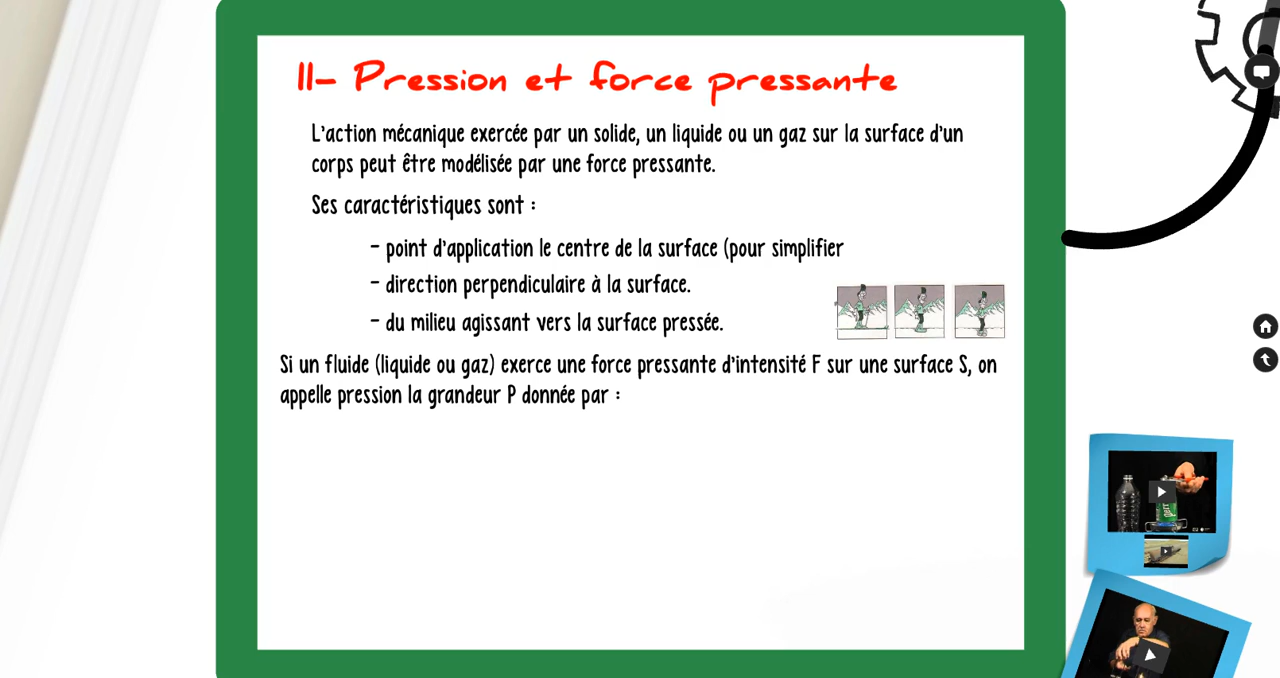 II- Pression et force pressante
L'action mécanique exercée par un solide, un liquide ou un gaz sur la surface d'un
corps peut être modélisée par une force pressante.
Ses caractéristiques sont :
- point d'application le centre de la surface (pour simplifier
- direction perpendiculaire à la surface.
- du milieu agissant vers la surface pressée.
Si un fluide (liquide ou gaz) exerce une force pressante d'intensité F sur une surface S, on
appelle pression la grandeur P donnée par :